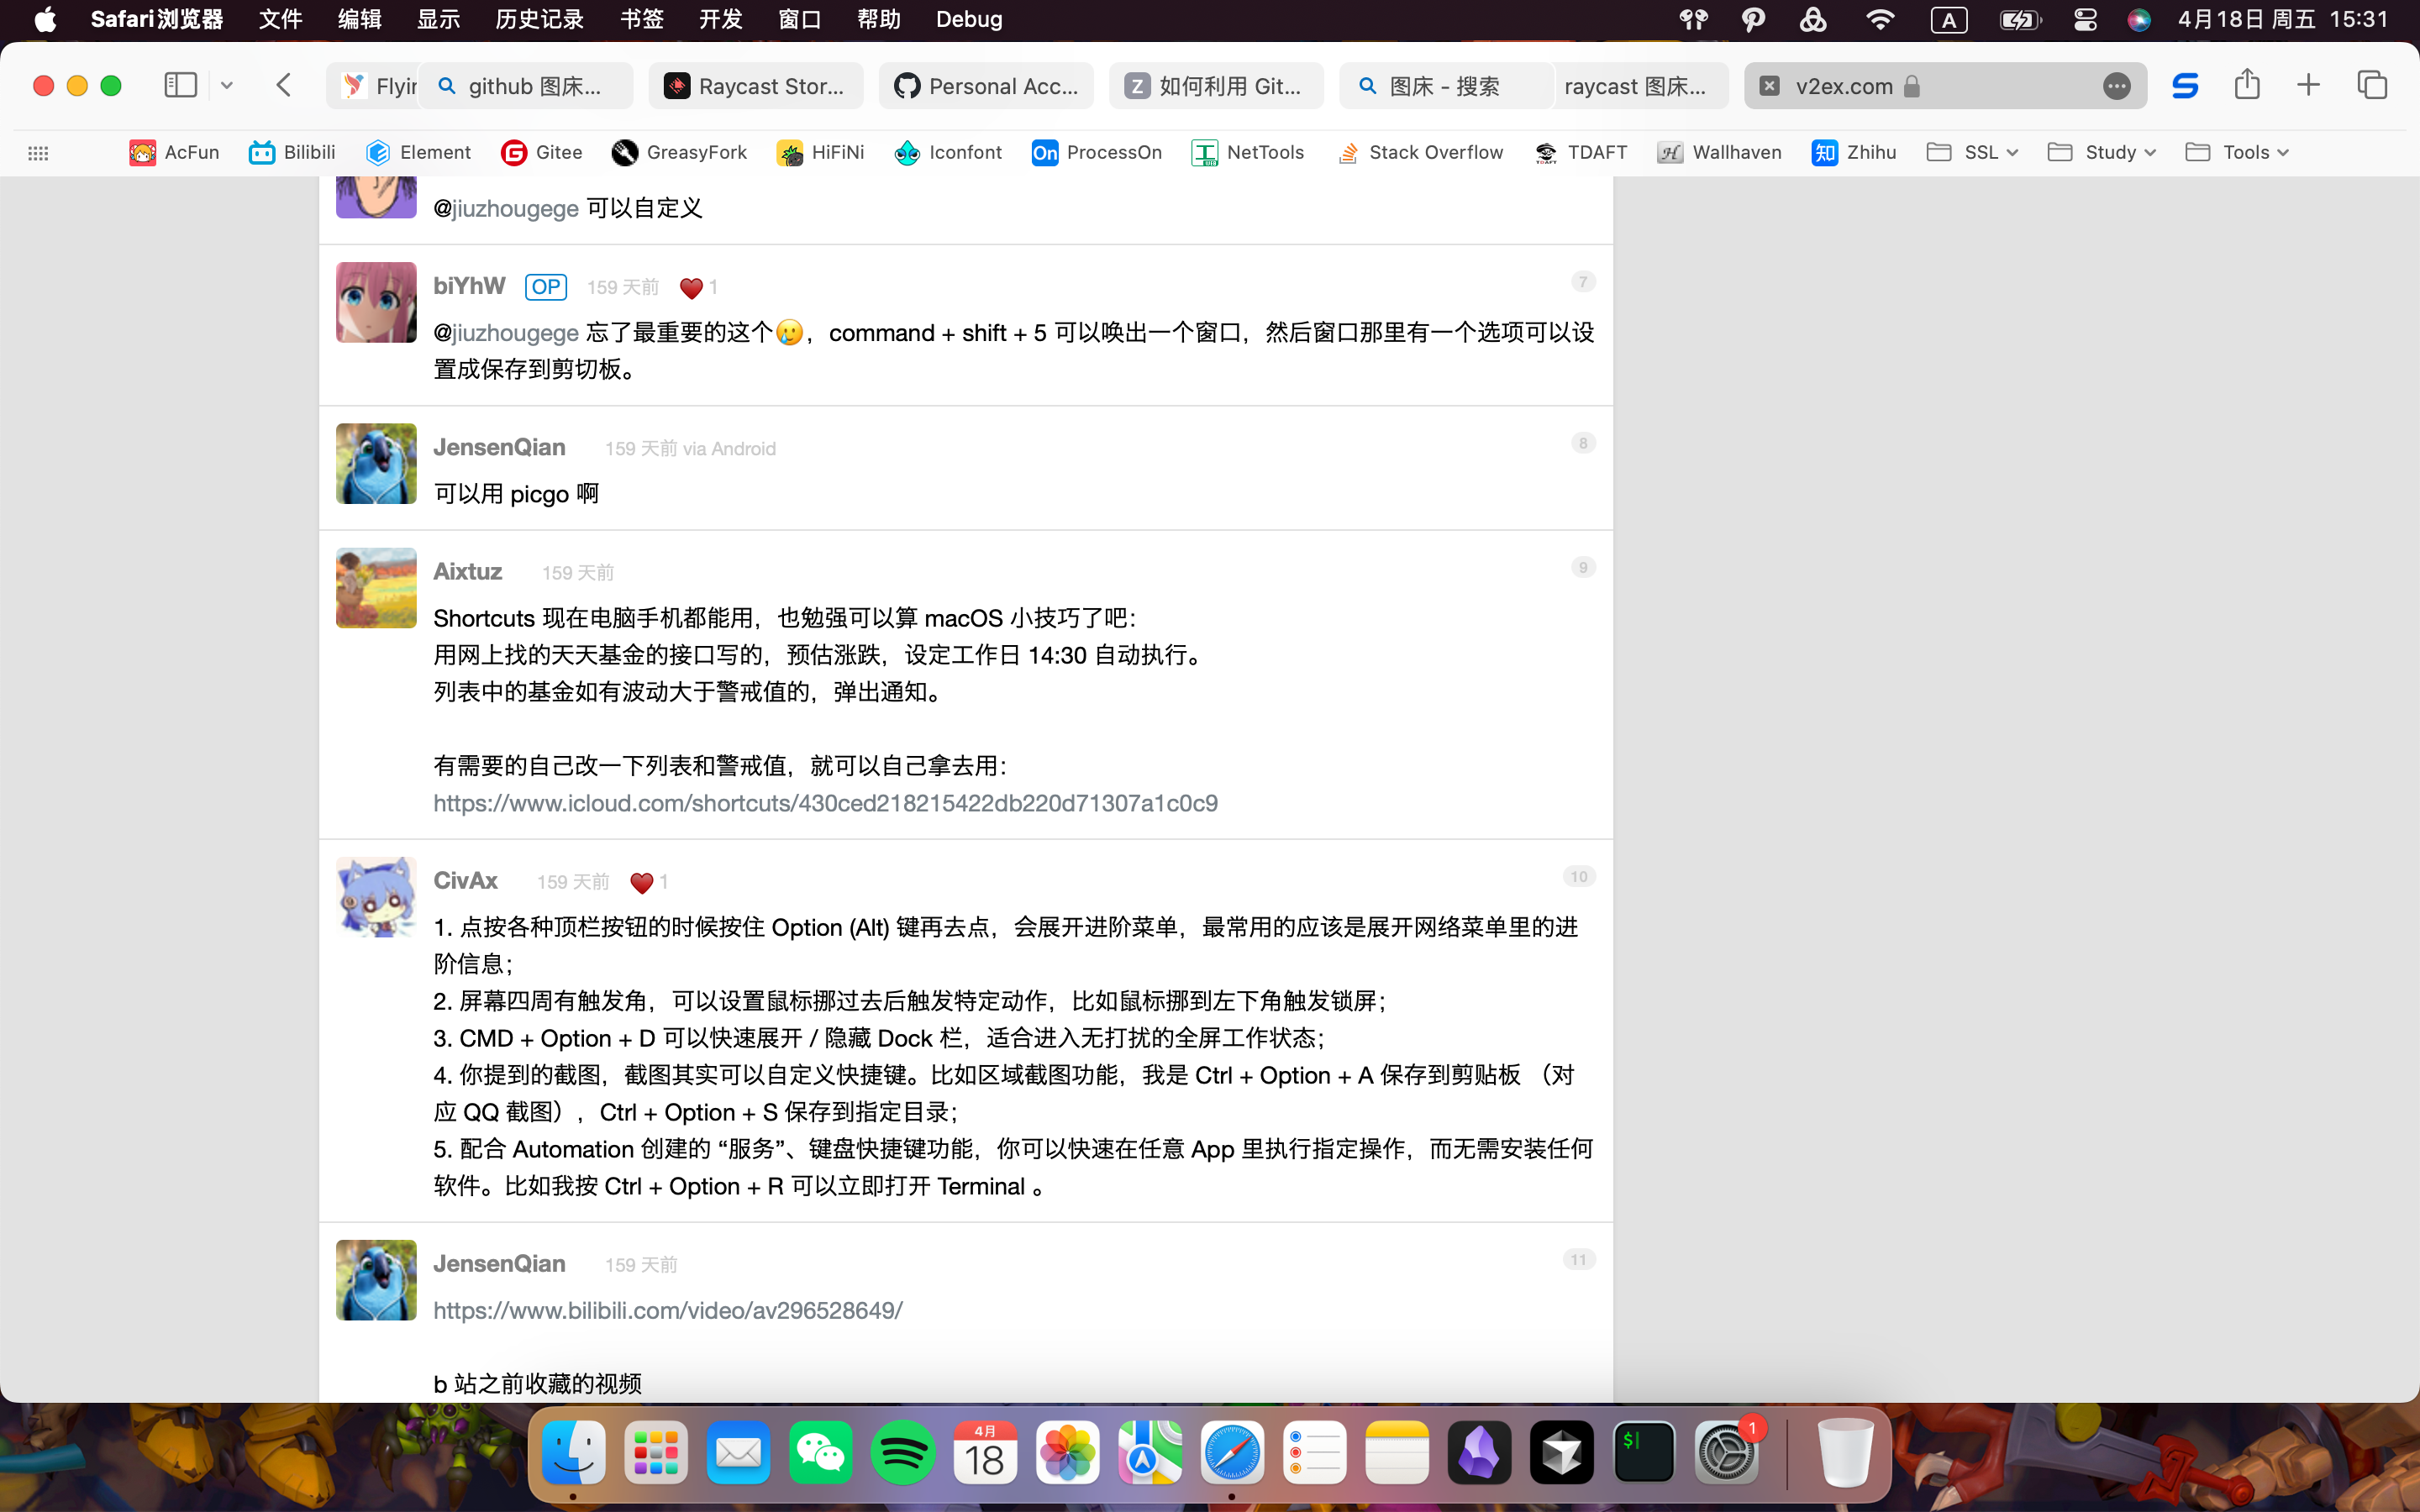 Safari浏览器 文件 编辑 显示 历史记录 书签 开发 窗口 帮助 Debug A 4月18日 周五 15:31
Flyin github 图床... Raycast Stor... Personal Acc... Z 如何利用 Git... 图床 - 搜索 raycast 图床... v2ex.com
AcFun Bilibili Element Gitee GreasyFork HiFiNi Iconfont On ProcessOn NetTools Stack Overflow TDAFT Wallhaven 知 Zhihu SSL Study Tools
@jiuzhougege 可以自定义
biYhW OP 159 天前 ❤️ 1 7
@jiuzhougege 忘了最重要的这个🥲，command + shift + 5 可以唤出一个窗口，然后窗口那里有一个选项可以设
置成保存到剪切板。
JensenQian 159 天前 via Android 8
可以用 picgo 啊
Aixtuz 159 天前 9
Shortcuts 现在电脑手机都能用，也勉强可以算 macOS 小技巧了吧：
用网上找的天天基金的接口写的，预估涨跌，设定工作日 14:30 自动执行。
列表中的基金如有波动大于警戒值的，弹出通知。
有需要的自己改一下列表和警戒值，就可以自己拿去用：
https://www.icloud.com/shortcuts/430ced218215422db220d71307a1c0c9
CivAx 159 天前 ❤️ 1 10
1. 点按各种顶栏按钮的时候按住 Option (Alt) 键再去点，会展开进阶菜单，最常用的应该是展开网络菜单里的进
阶信息；
2. 屏幕四周有触发角，可以设置鼠标挪过去后触发特定动作，比如鼠标挪到左下角触发锁屏；
3. CMD + Option + D 可以快速展开 / 隐藏 Dock 栏，适合进入无打扰的全屏工作状态；
4. 你提到的截图，截图其实可以自定义快捷键。比如区域截图功能，我是 Ctrl + Option + A 保存到剪贴板 （对
应 QQ 截图），Ctrl + Option + S 保存到指定目录；
5. 配合 Automation 创建的 “服务”、键盘快捷键功能，你可以快速在任意 App 里执行指定操作，而无需安装任何
软件。比如我按 Ctrl + Option + R 可以立即打开 Terminal 。
JensenQian 159 天前 11
https://www.bilibili.com/video/av296528649/
b 站之前收藏的视频
4月
18
$
1